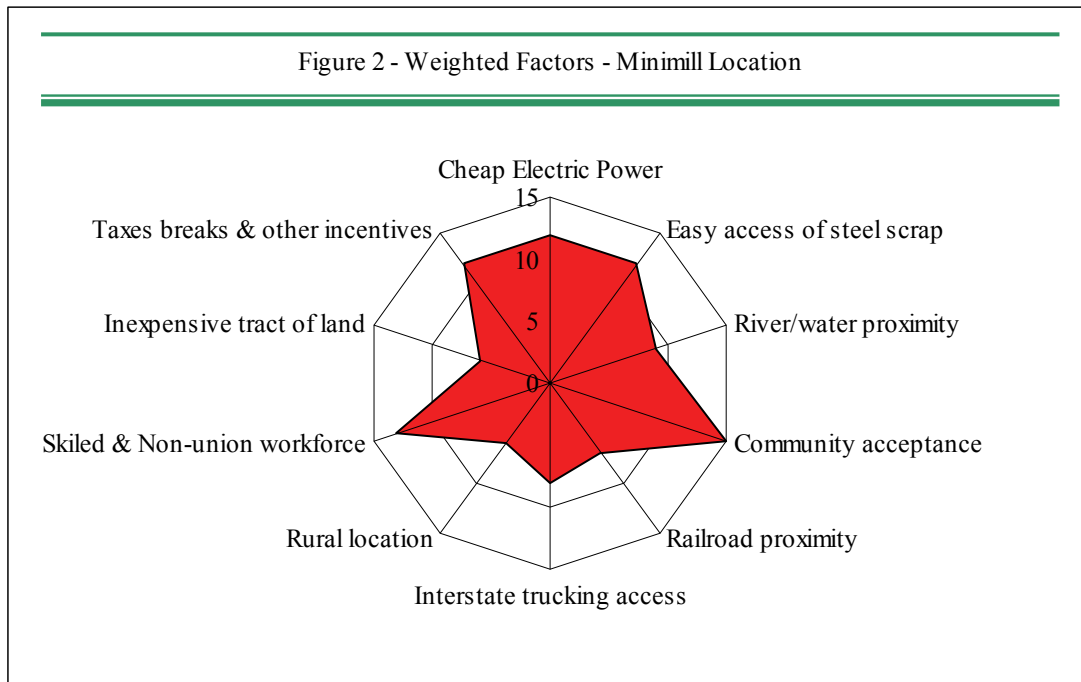 Figure 2 - Weighted Factors - Minimill Location
Cheap Electric Power
15
Taxes breaks & other incentives
Easy access of steel scrap
10
Inexpensive tract of land
5
River/water proximity
0
Skiled & Non-union workforce
Community acceptance
Rural location
Railroad proximity
Interstate trucking access